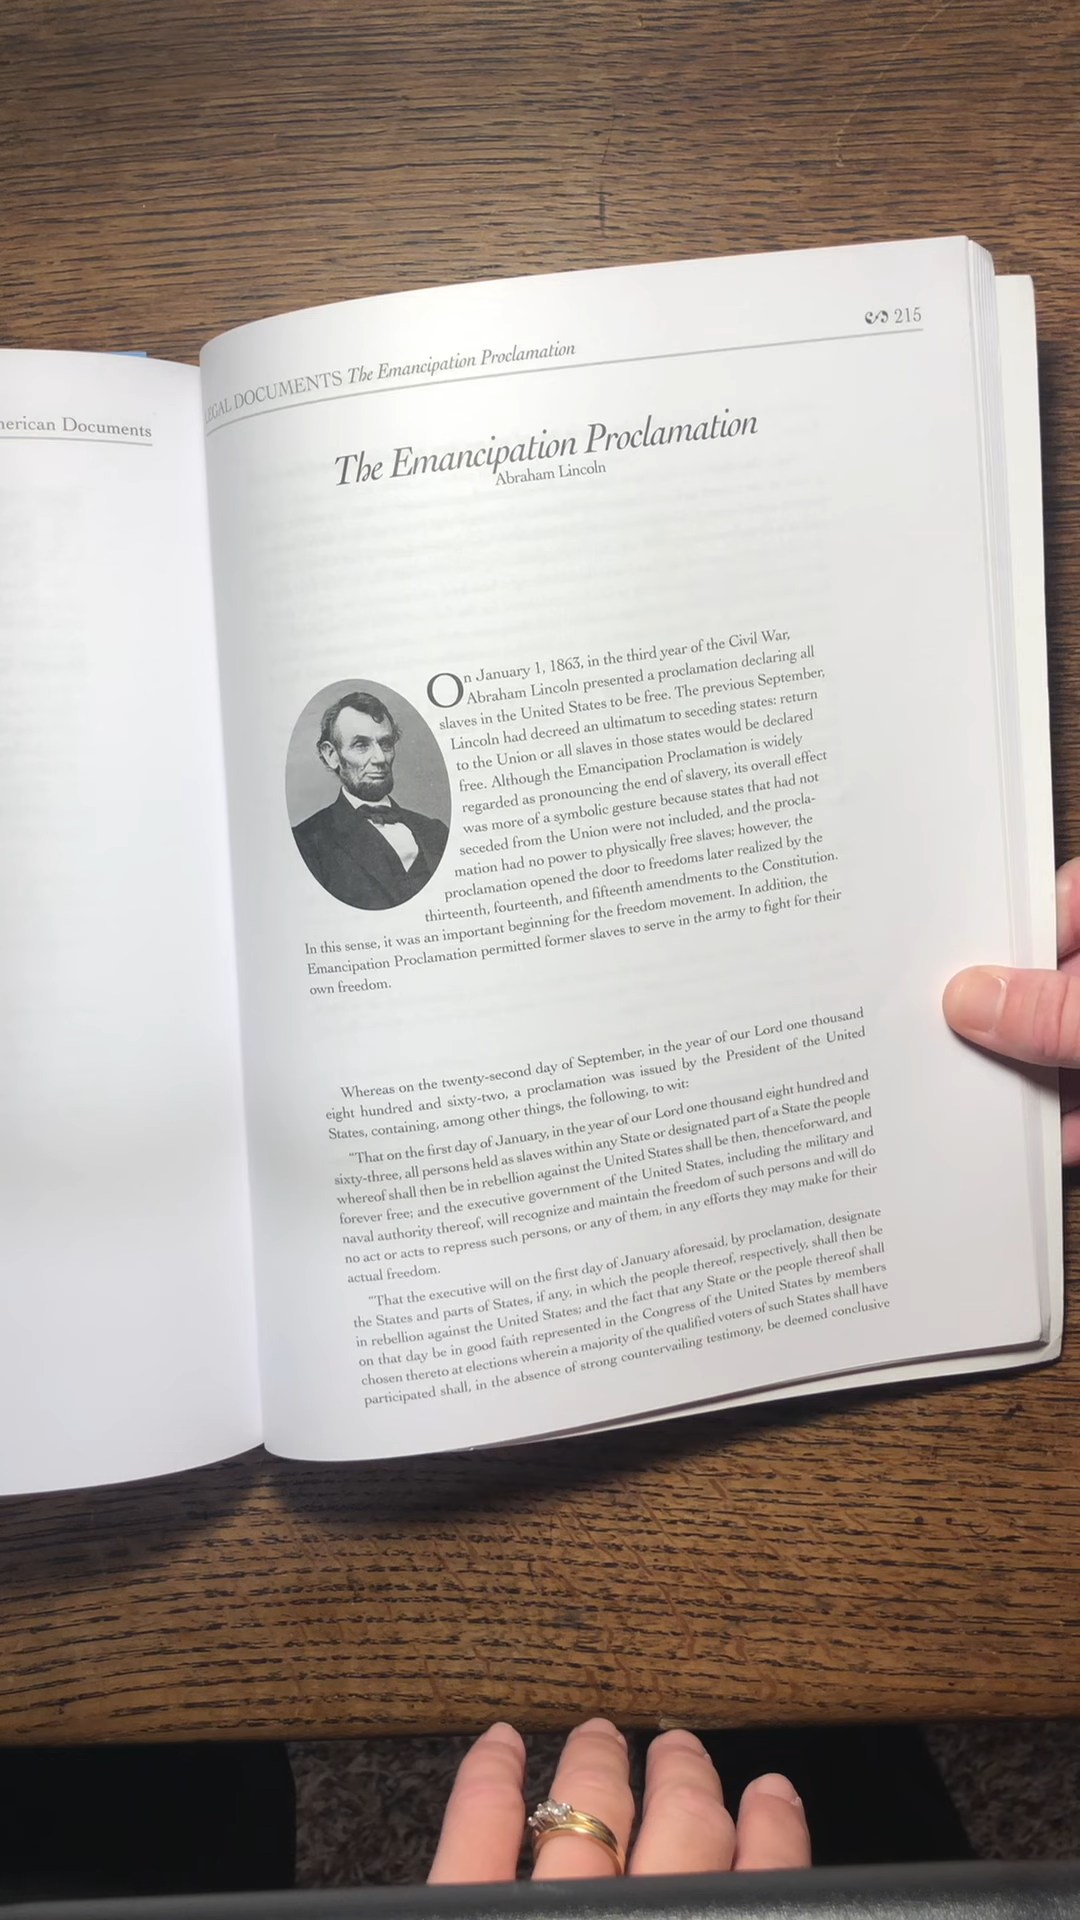 merican Documents
LEGAL DOCUMENTS The Emancipation Proclamation 215
The Emancipation Proclamation
Abraham Lincoln
On January 1, 1863, in the third year of the Civil War,
Abraham Lincoln presented a proclamation declaring all
slaves in the United States to be free. The previous September,
Lincoln had decreed an ultimatum to seceding states: return
to the Union or all slaves in those states would be declared
free. Although the Emancipation Proclamation is widely
regarded as pronouncing the end of slavery, its overall effect
was more of a symbolic gesture because states that had not
seceded from the Union were not included, and the procla-
mation had no power to physically free slaves; however, the
proclamation opened the door to freedoms later realized by the
thirteenth, fourteenth, and fifteenth amendments to the Constitution.
In this sense, it was an important beginning for the freedom movement. In addition, the
Emancipation Proclamation permitted former slaves to serve in the army to fight for their
own freedom.
Whereas on the twenty-second day of September, in the year of our Lord one thousand
eight hundred and sixty-two, a proclamation was issued by the President of the United
States, containing, among other things, the following, to wit:
"That on the first day of January, in the year of our Lord one thousand eight hundred and
sixty-three, all persons held as slaves within any State or designated part of a State the people
whereof shall then be in rebellion against the United States shall be then, thenceforward, and
forever free; and the executive government of the United States, including the military and
naval authority thereof, will recognize and maintain the freedom of such persons and will do
no act or acts to repress such persons, or any of them, in any efforts they may make for their
actual freedom.
"That the executive will on the first day of January aforesaid, by proclamation, designate
the States and parts of States, if any, in which the people thereof, respectively, shall then be
in rebellion against the United States; and the fact that any State or the people thereof shall
on that day be in good faith represented in the Congress of the United States by members
chosen thereto at elections wherein a majority of the qualified voters of such States shall have
participated shall, in the absence of strong countervailing testimony, be deemed conclusive